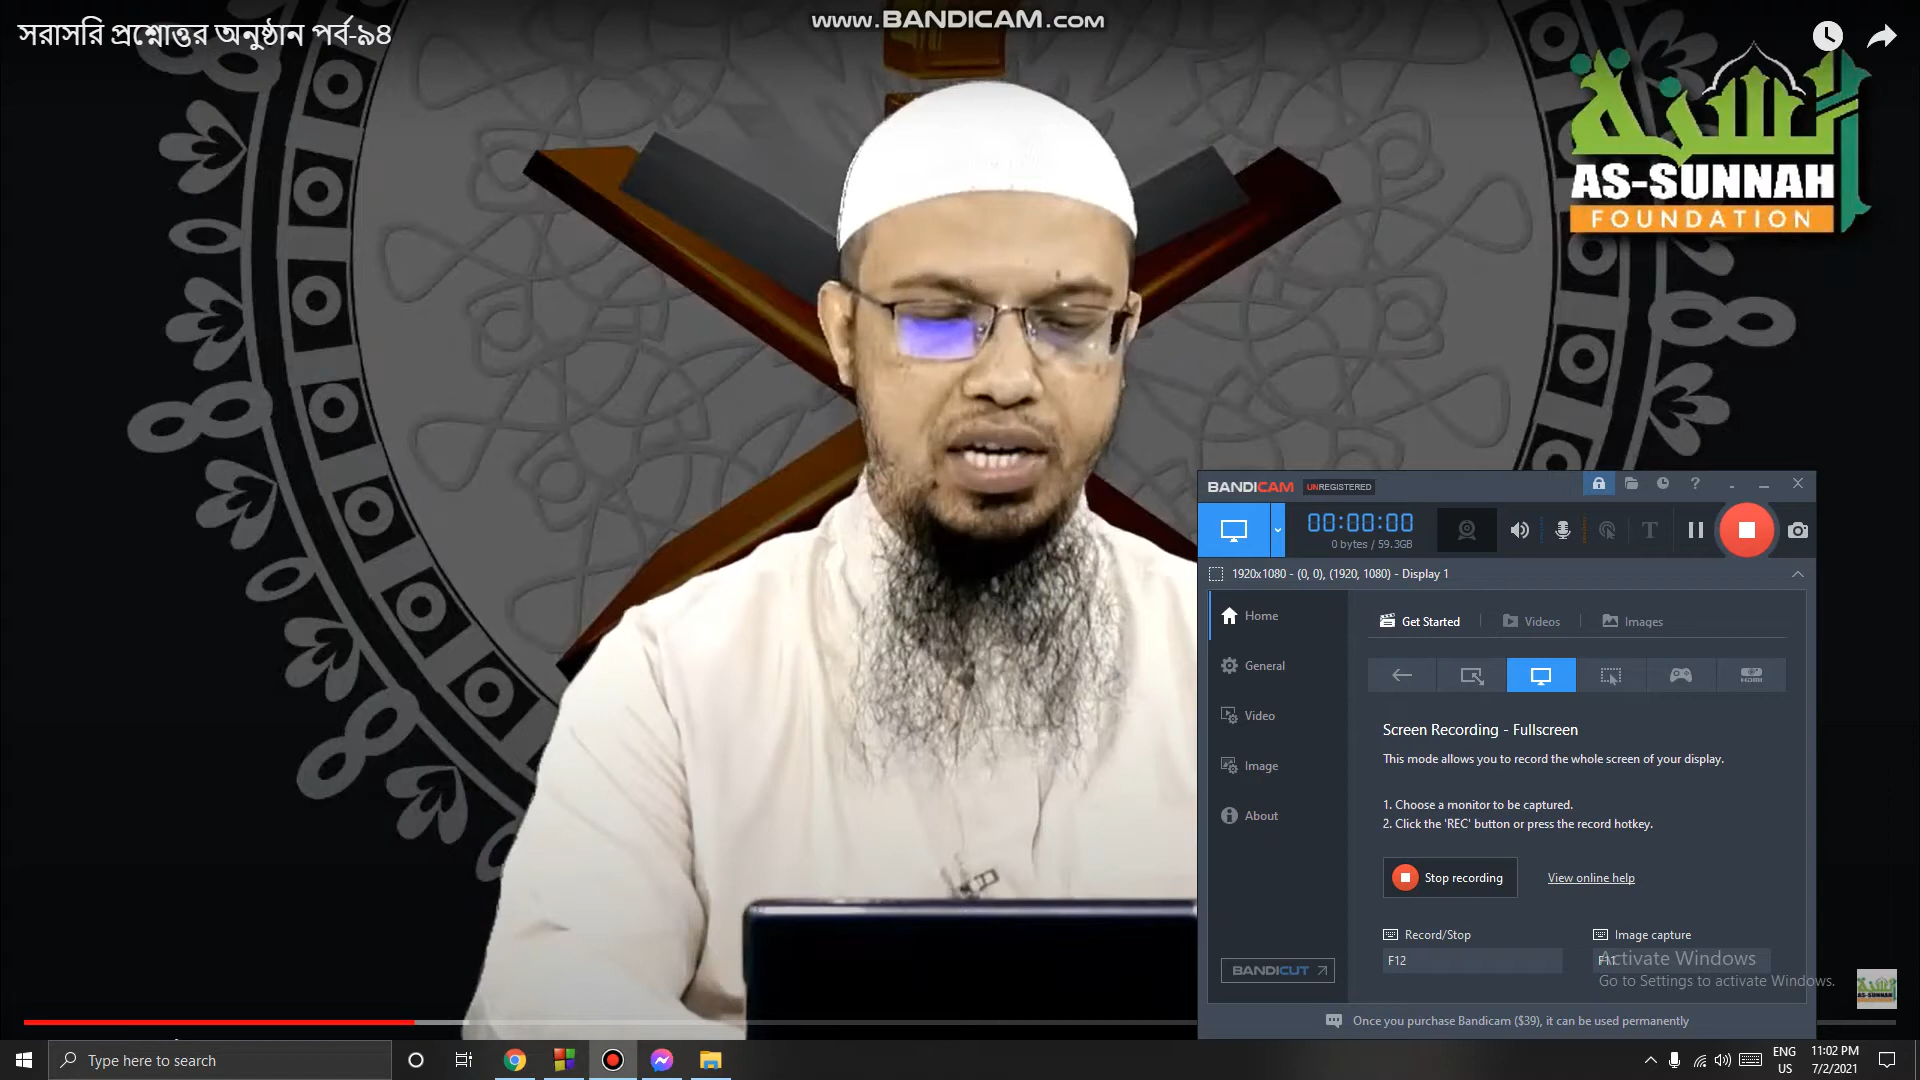 www.BANDICAM.com
সরাসরি প্রশ্নোত্তর অনুষ্ঠান পর্ব-৯৪
السنة
AS-SUNNAH
FOUNDATION
BANDICAM UNREGISTERED
00:00:00
0 bytes / 59.3GB
1920x1080 - (0, 0), (1920, 1080) - Display 1
Home
General
Video
Image
About
BANDICUT
Get Started
Videos
Images
HDMI
Screen Recording - Fullscreen
This mode allows you to record the whole screen of your display.
1. Choose a monitor to be captured.
2. Click the 'REC' button or press the record hotkey.
Stop recording
View online help
Record/Stop
Image capture
F12
F11
Activate Windows
Go to Settings to activate Windows.
AS-SUNNAH
Once you purchase Bandicam ($39), it can be used permanently
Type here to search
ENG
US
11:02 PM
7/2/2021